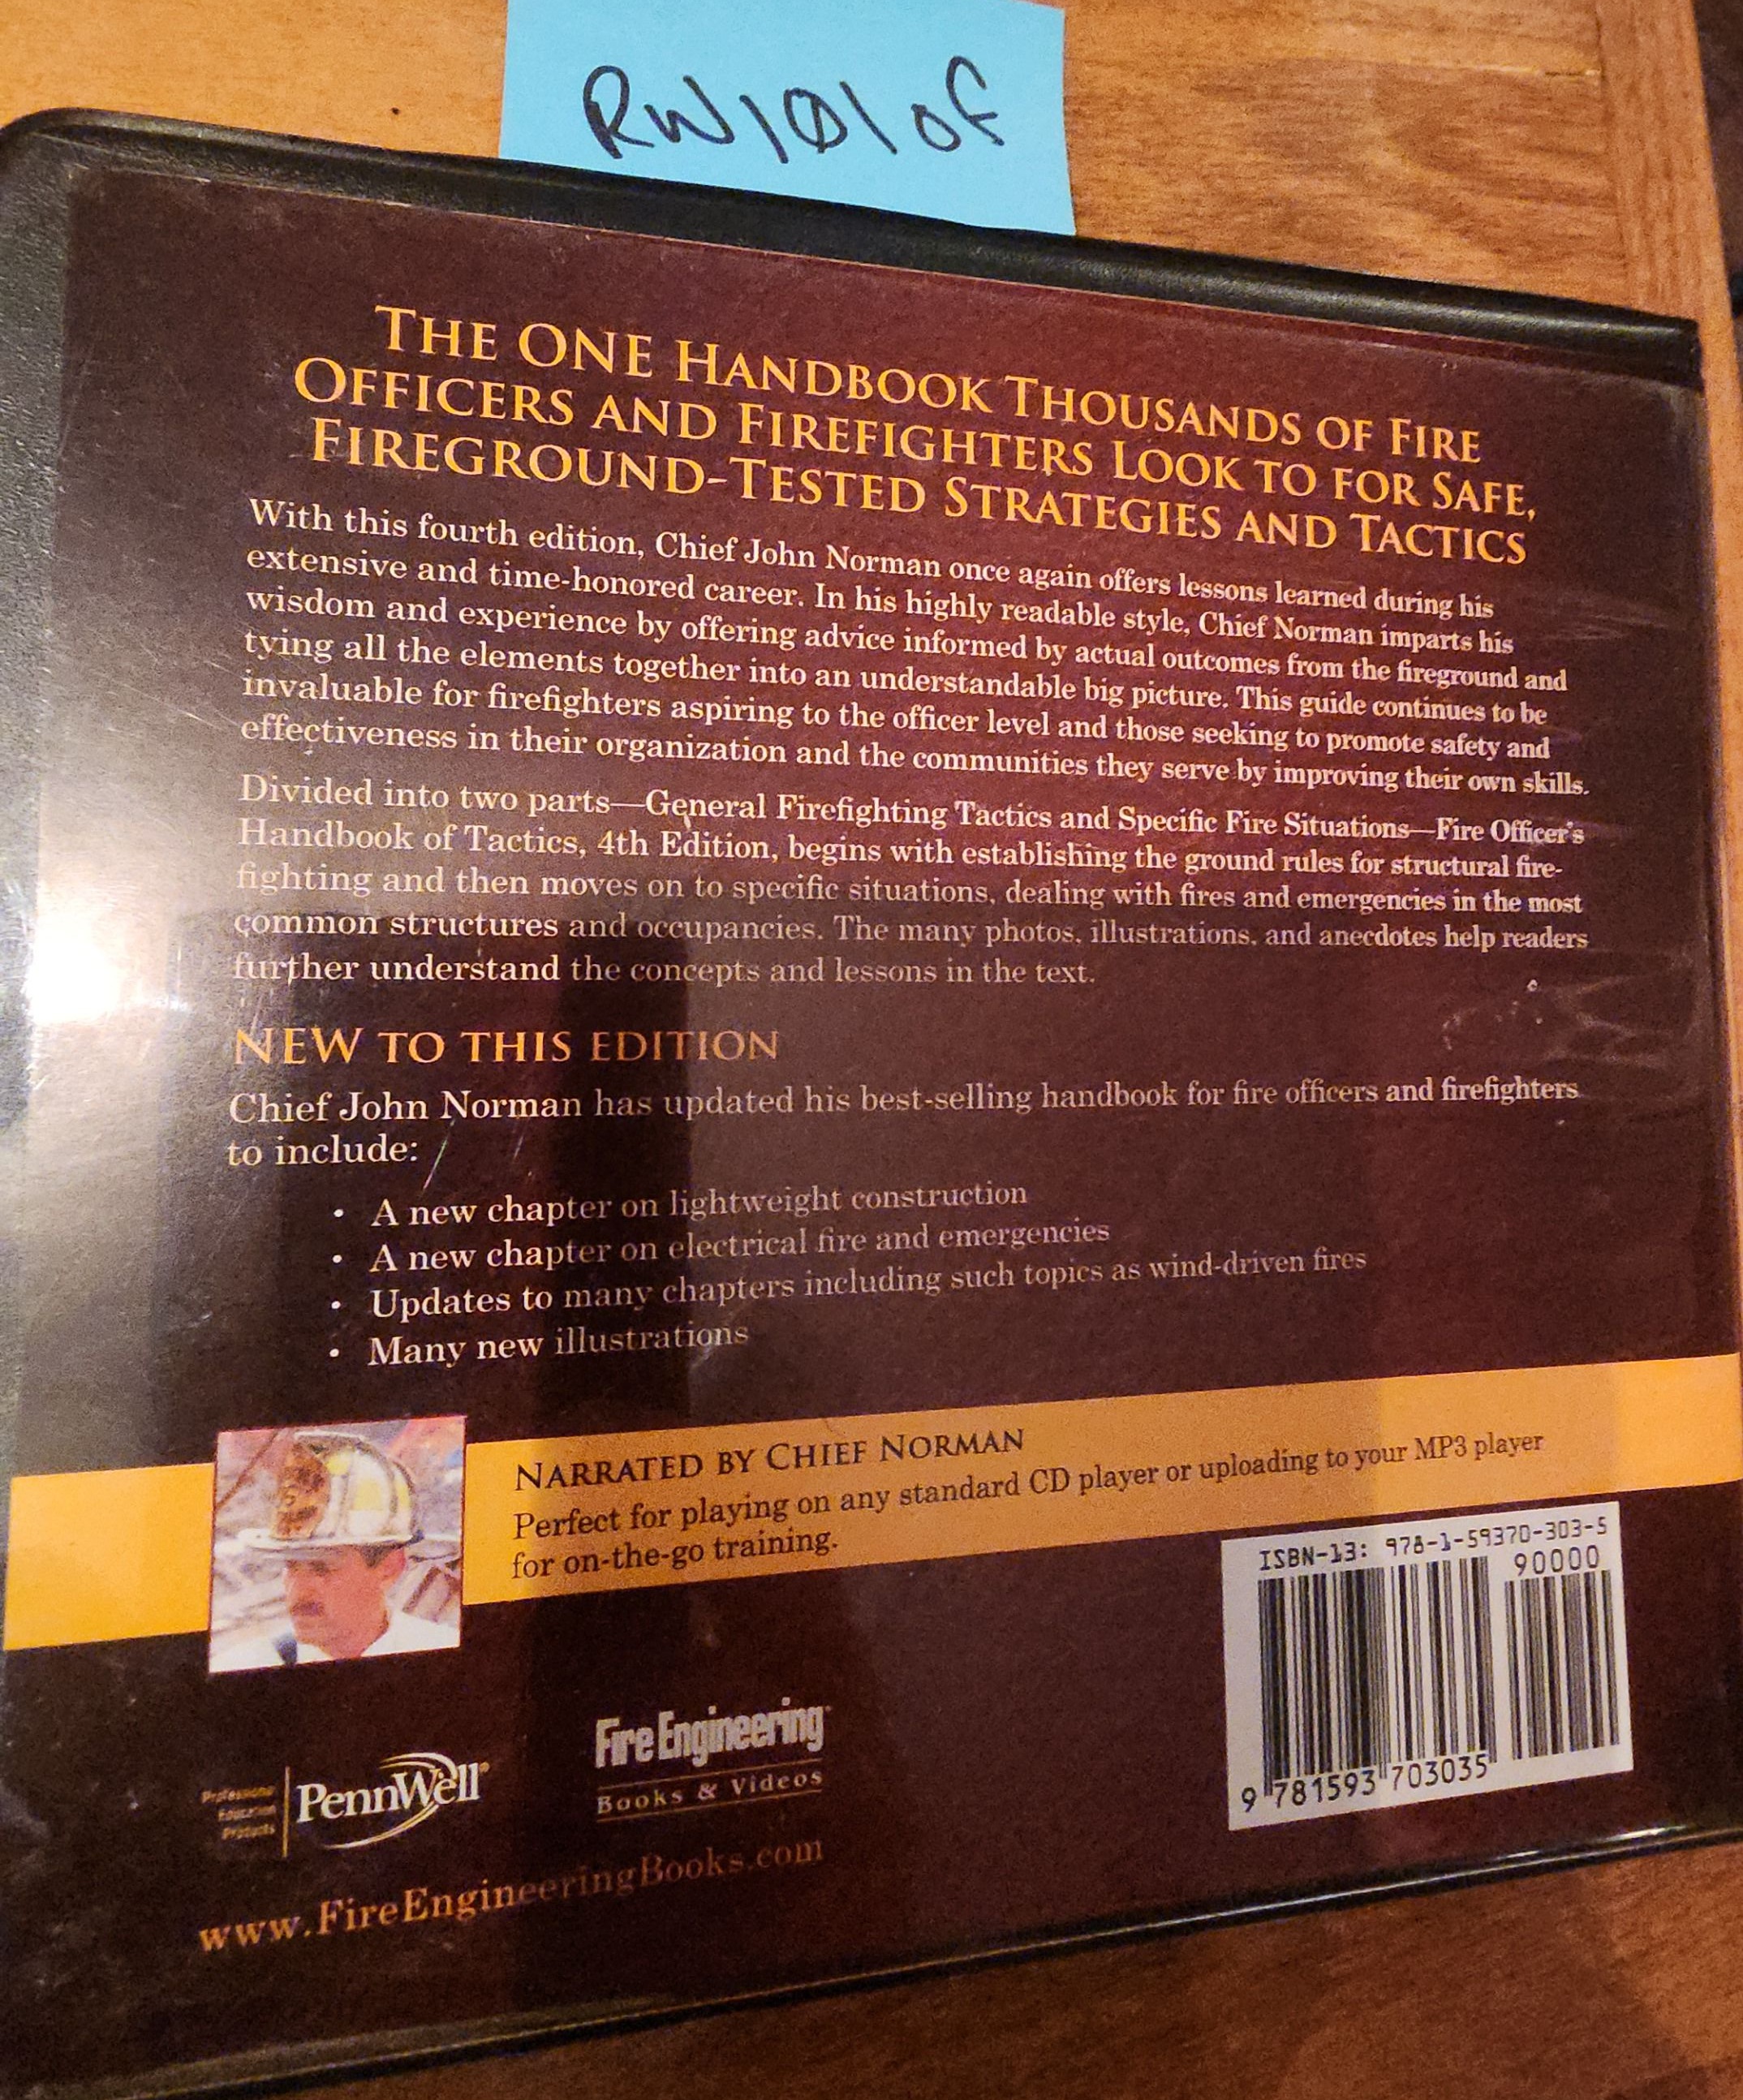 RW101of
THE ONE HANDBOOK THOUSANDS OF FIRE
OFFICERS AND FIREFIGHTERS LOOK TO FOR SAFE,
FIREGROUND-TESTED STRATEGIES AND TACTICS
With this fourth edition, Chief John Norman once again offers lessons learned during his
extensive and time-honored career. In his highly readable style, Chief Norman imparts his
wisdom and experience by offering advice informed by actual outcomes from the fireground and
tying all the elements together into an understandable big picture. This guide continues to be
invaluable for firefighters aspiring to the officer level and those seeking to promote safety and
effectiveness in their organization and the communities they serve by improving their own skills.
Divided into two parts—General Firefighting Tactics and Specific Fire Situations—Fire Officer's
Handbook of Tactics, 4th Edition, begins with establishing the ground rules for structural fire-
fighting and then moves on to specific situations, dealing with fires and emergencies in the most
common structures and occupancies. The many photos, illustrations, and anecdotes help readers
further understand the concepts and lessons in the text.
NEW TO THIS EDITION
Chief John Norman has updated his best-selling handbook for fire officers and firefighters
to include:
• A new chapter on lightweight construction
• A new chapter on electrical fire and emergencies
• Updates to many chapters including such topics as wind-driven fires
• Many new illustrations
NARRATED BY CHIEF NORMAN
Perfect for playing on any standard CD player or uploading to your MP3 player
for on-the-go training.
ISBN-13: 978-1-59370-303-5
90000
9 781593 703035
Fire Engineering
Books & Videos
Professional
Education
Products
PennWell®
www.FireEngineeringBooks.com